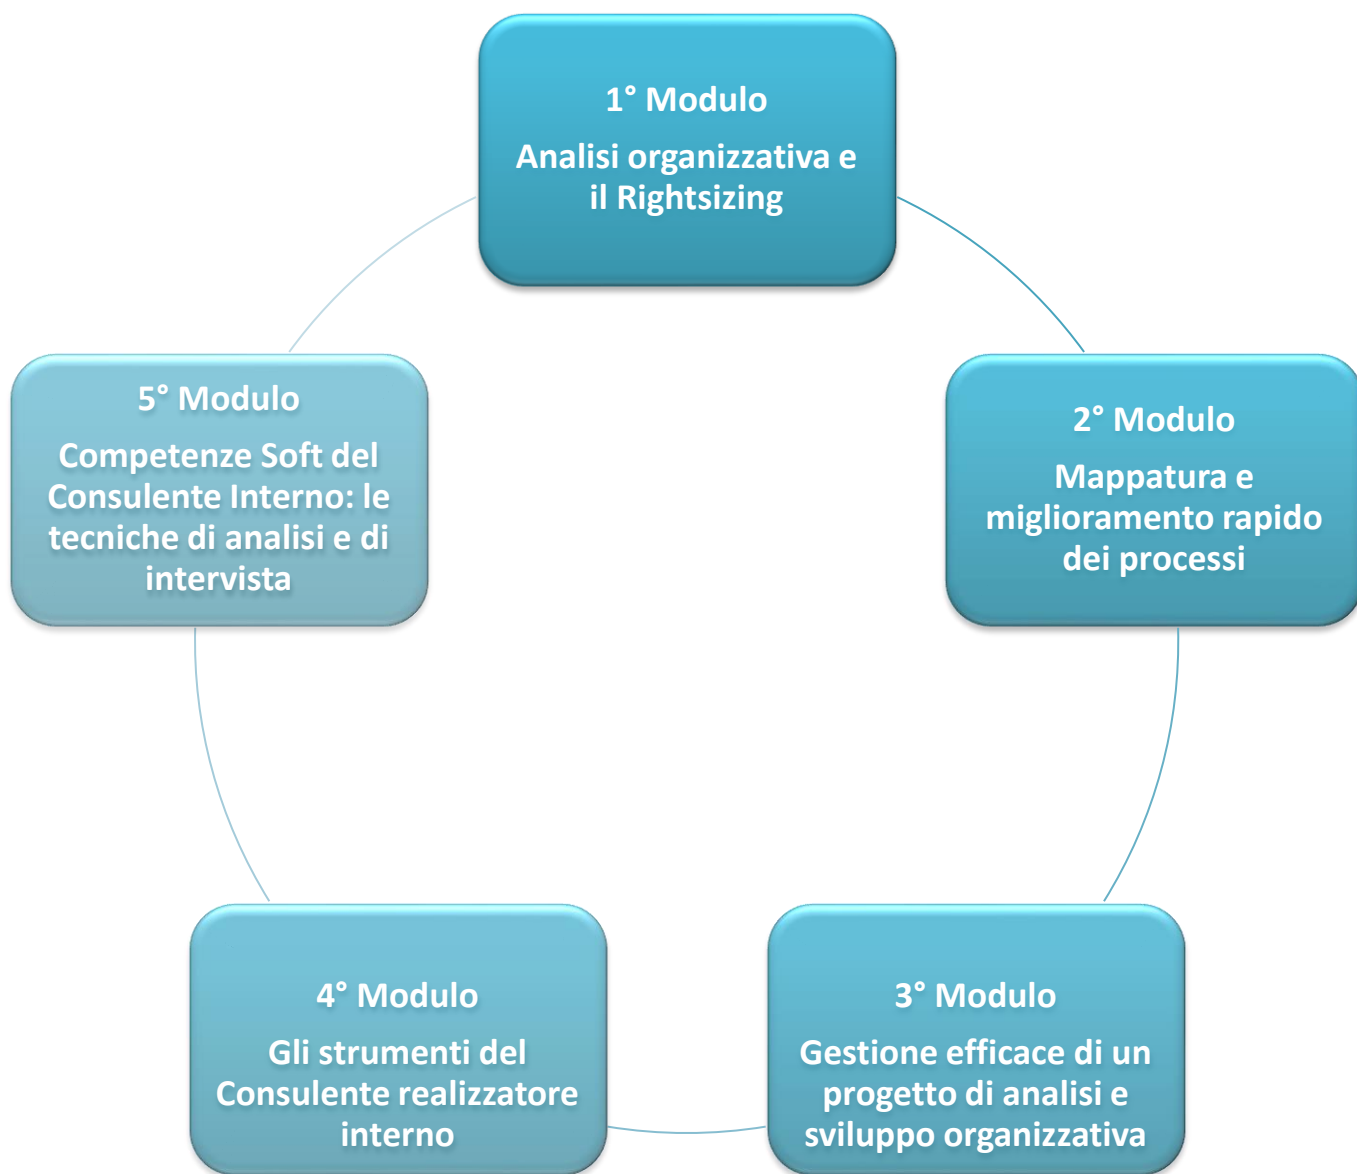 1° Modulo
Analisi organizzativa e
il Rightsizing
2° Modulo
Mappatura e
miglioramento rapido
dei processi
3° Modulo
Gestione efficace di un
progetto di analisi e
sviluppo organizzativa
4° Modulo
Gli strumenti del
Consulente realizzatore
interno
5° Modulo
Competenze Soft del
Consulente Interno: le
tecniche di analisi e di
intervista